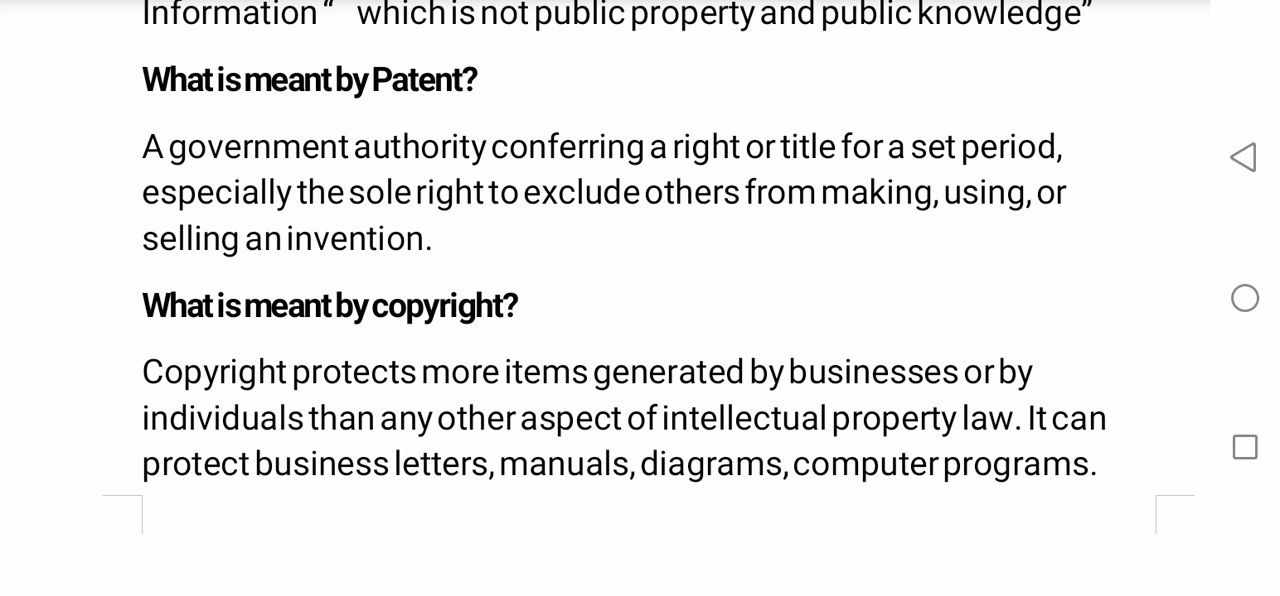 Information “ which is not public property and public knowledge”
What is meant by Patent?
A government authority conferring a right or title for a set period,
especially the sole right to exclude others from making, using, or
selling an invention.
What is meant by copyright?
Copyright protects more items generated by businesses or by
individuals than any other aspect of intellectual property law. It can
protect business letters, manuals, diagrams, computer programs.